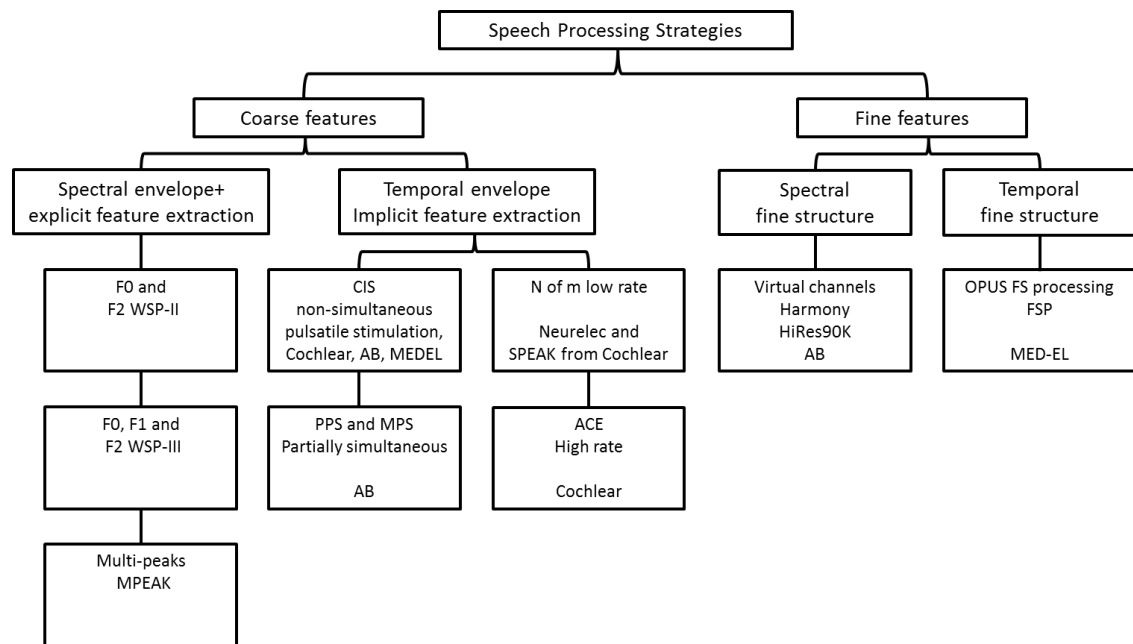 Speech Processing Strategies
Coarse features
Fine features
Spectral envelope+
explicit feature extraction
Temporal envelope
Implicit feature extraction
Spectral
fine structure
Temporal
fine structure
F0 and
F2 WSP-II
CIS
non-simultaneous
pulsatile stimulation,
Cochlear, AB, MEDEL
N of m low rate
Neurelec and
SPEAK from Cochlear
Virtual channels
Harmony
HiRes90K
AB
OPUS FS processing
FSP
MED-EL
F0, F1 and
F2 WSP-III
PPS and MPS
Partially simultaneous
AB
ACE
High rate
Cochlear
Multi-peaks
MPEAK